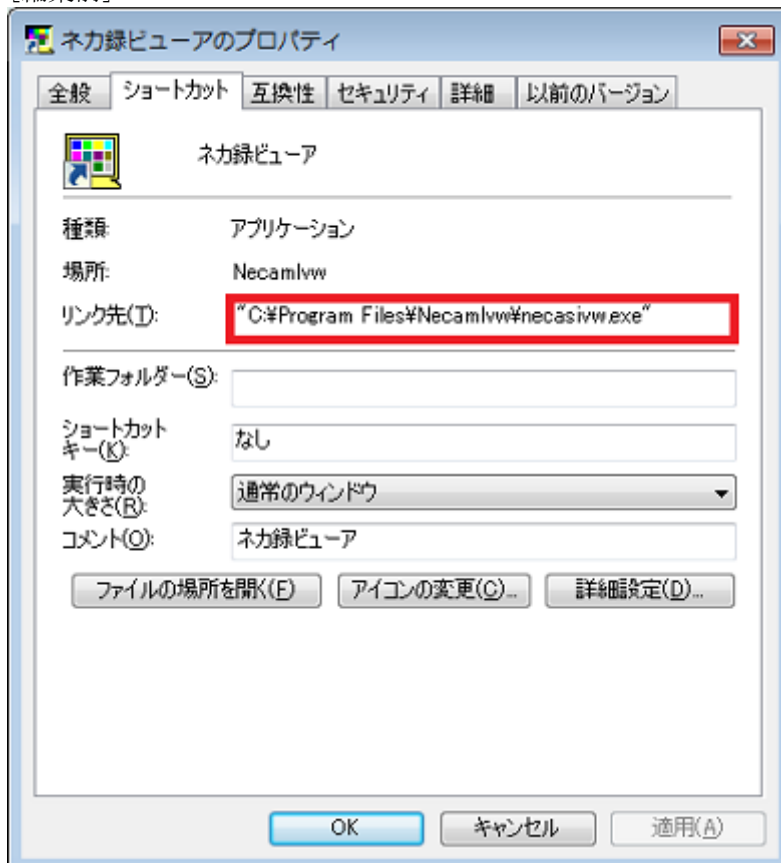 ネカ録ビューアのプロパティ
全般 ショートカット 互換性 セキュリティ 詳細 以前のバージョン
ネカ録ビューア
種類: アプリケーション
場所: Necamlvw
リンク先(T): "C:¥Program Files¥Necamlvw¥necasivw.exe"
作業フォルダー(S):
ショートカット
キー(K): なし
実行時の
大きさ(R): 通常のウィンドウ
コメント(O): ネカ録ビューア
ファイルの場所を開く(F) アイコンの変更(C)... 詳細設定(D)...
OK キャンセル 適用(A)